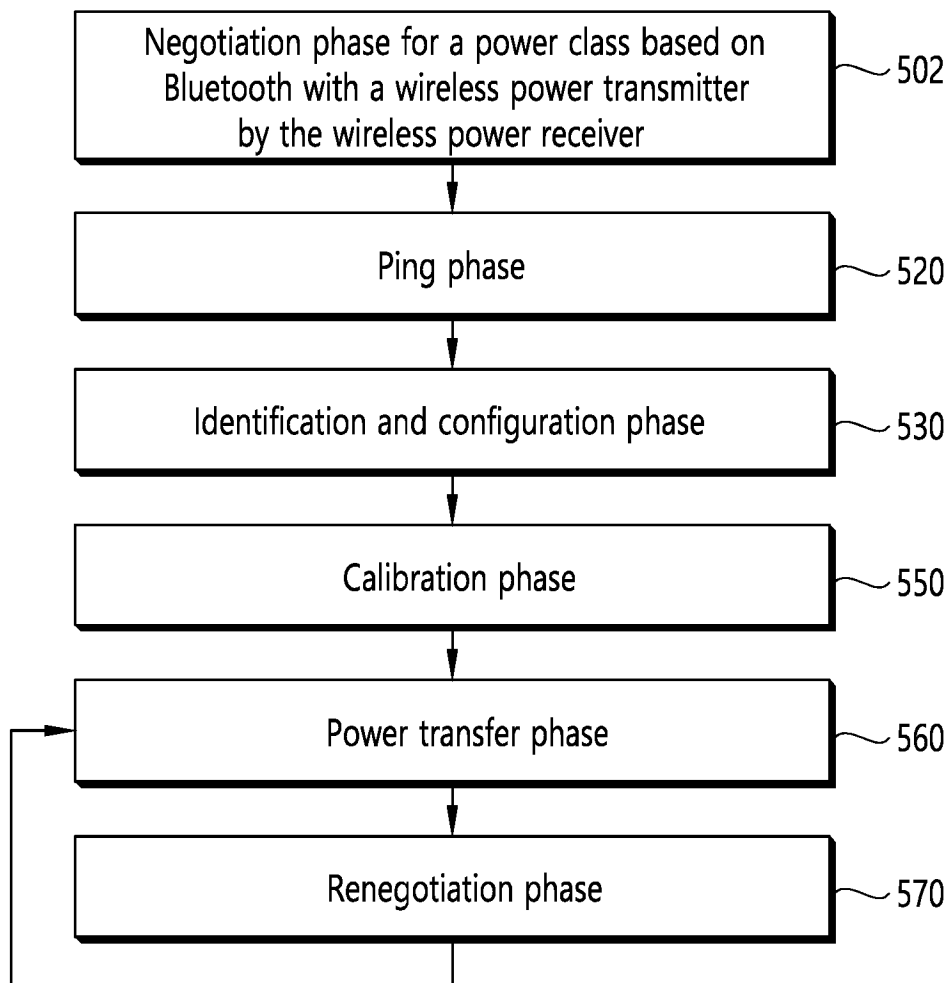 Negotiation phase for a power class based on
Bluetooth with a wireless power transmitter
by the wireless power receiver
502
Ping phase
520
Identification and configuration phase
530
Calibration phase
550
Power transfer phase
560
Renegotiation phase
570